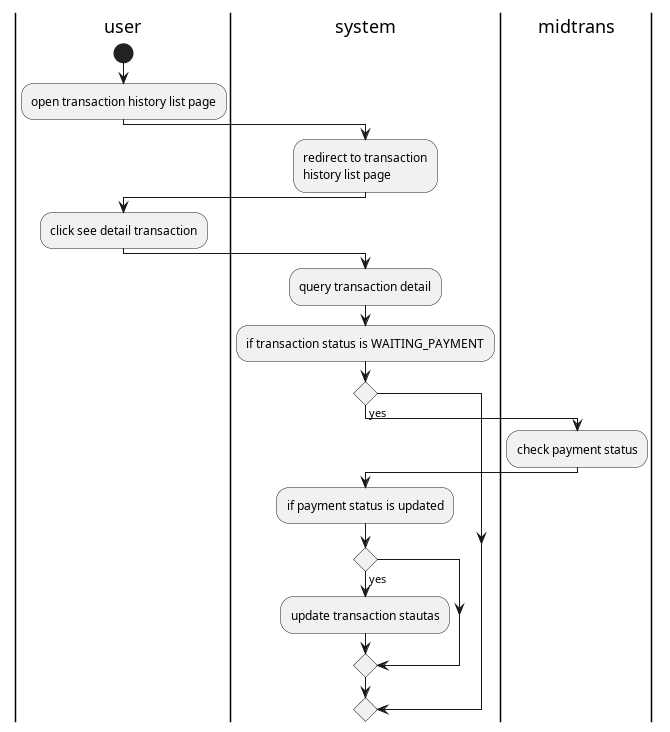 user
system
midtrans
open transaction history list page
redirect to transaction
history list page
click see detail transaction
query transaction detail
if transaction status is WAITING_PAYMENT
yes
check payment status
if payment status is updated
yes
update transaction stautas